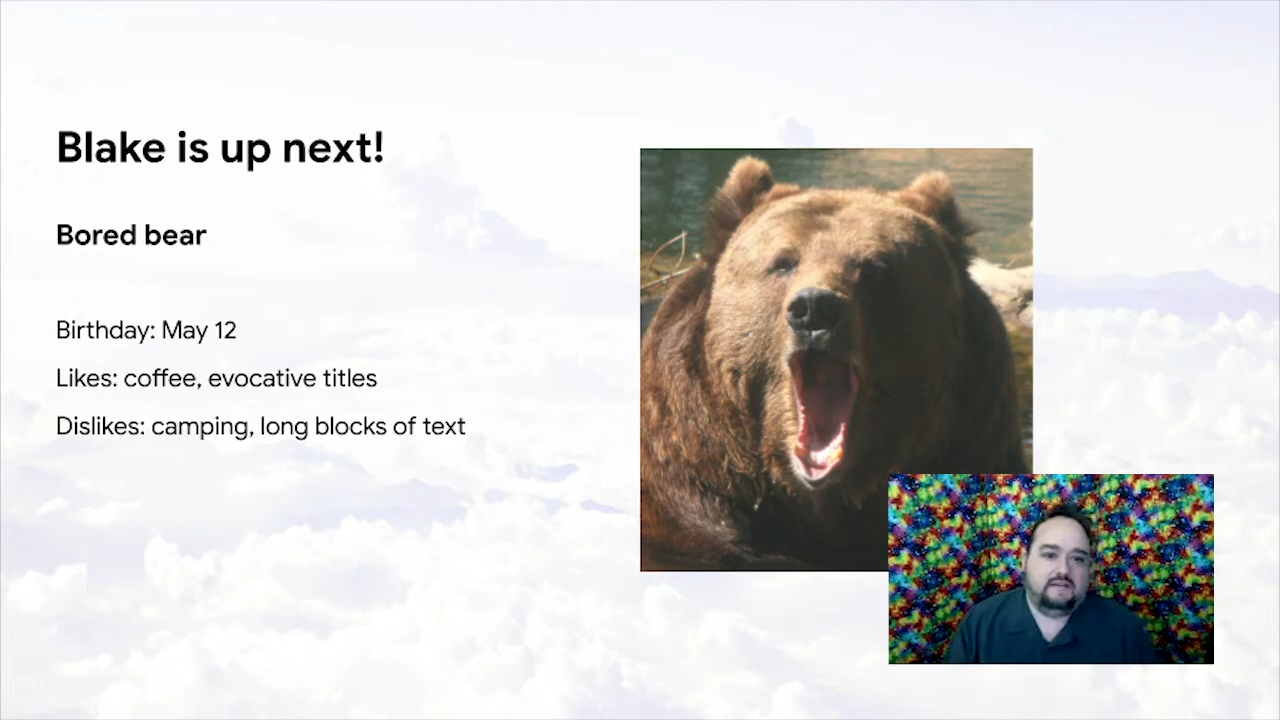 Blake is up next!
Bored bear
Birthday: May 12
Likes: coffee, evocative titles
Dislikes: camping, long blocks of text